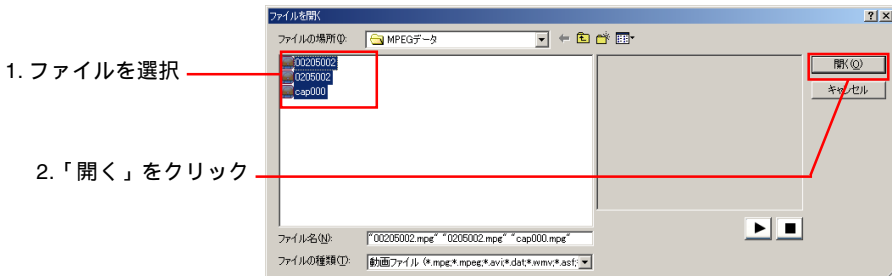 ファイルを開く
ファイルの場所(I): MPEGデータ
00205002
0205002
cap000
開く(O)
キャンセル
1. ファイルを選択
2.「開く」をクリック
ファイル名(N): "00205002.mpg" "0205002.mpg" "cap000.mpg"
ファイルの種類(T): 動画ファイル (*.mpg;*.mpeg;*.avi;*.dat;*.wmv;*.asf;